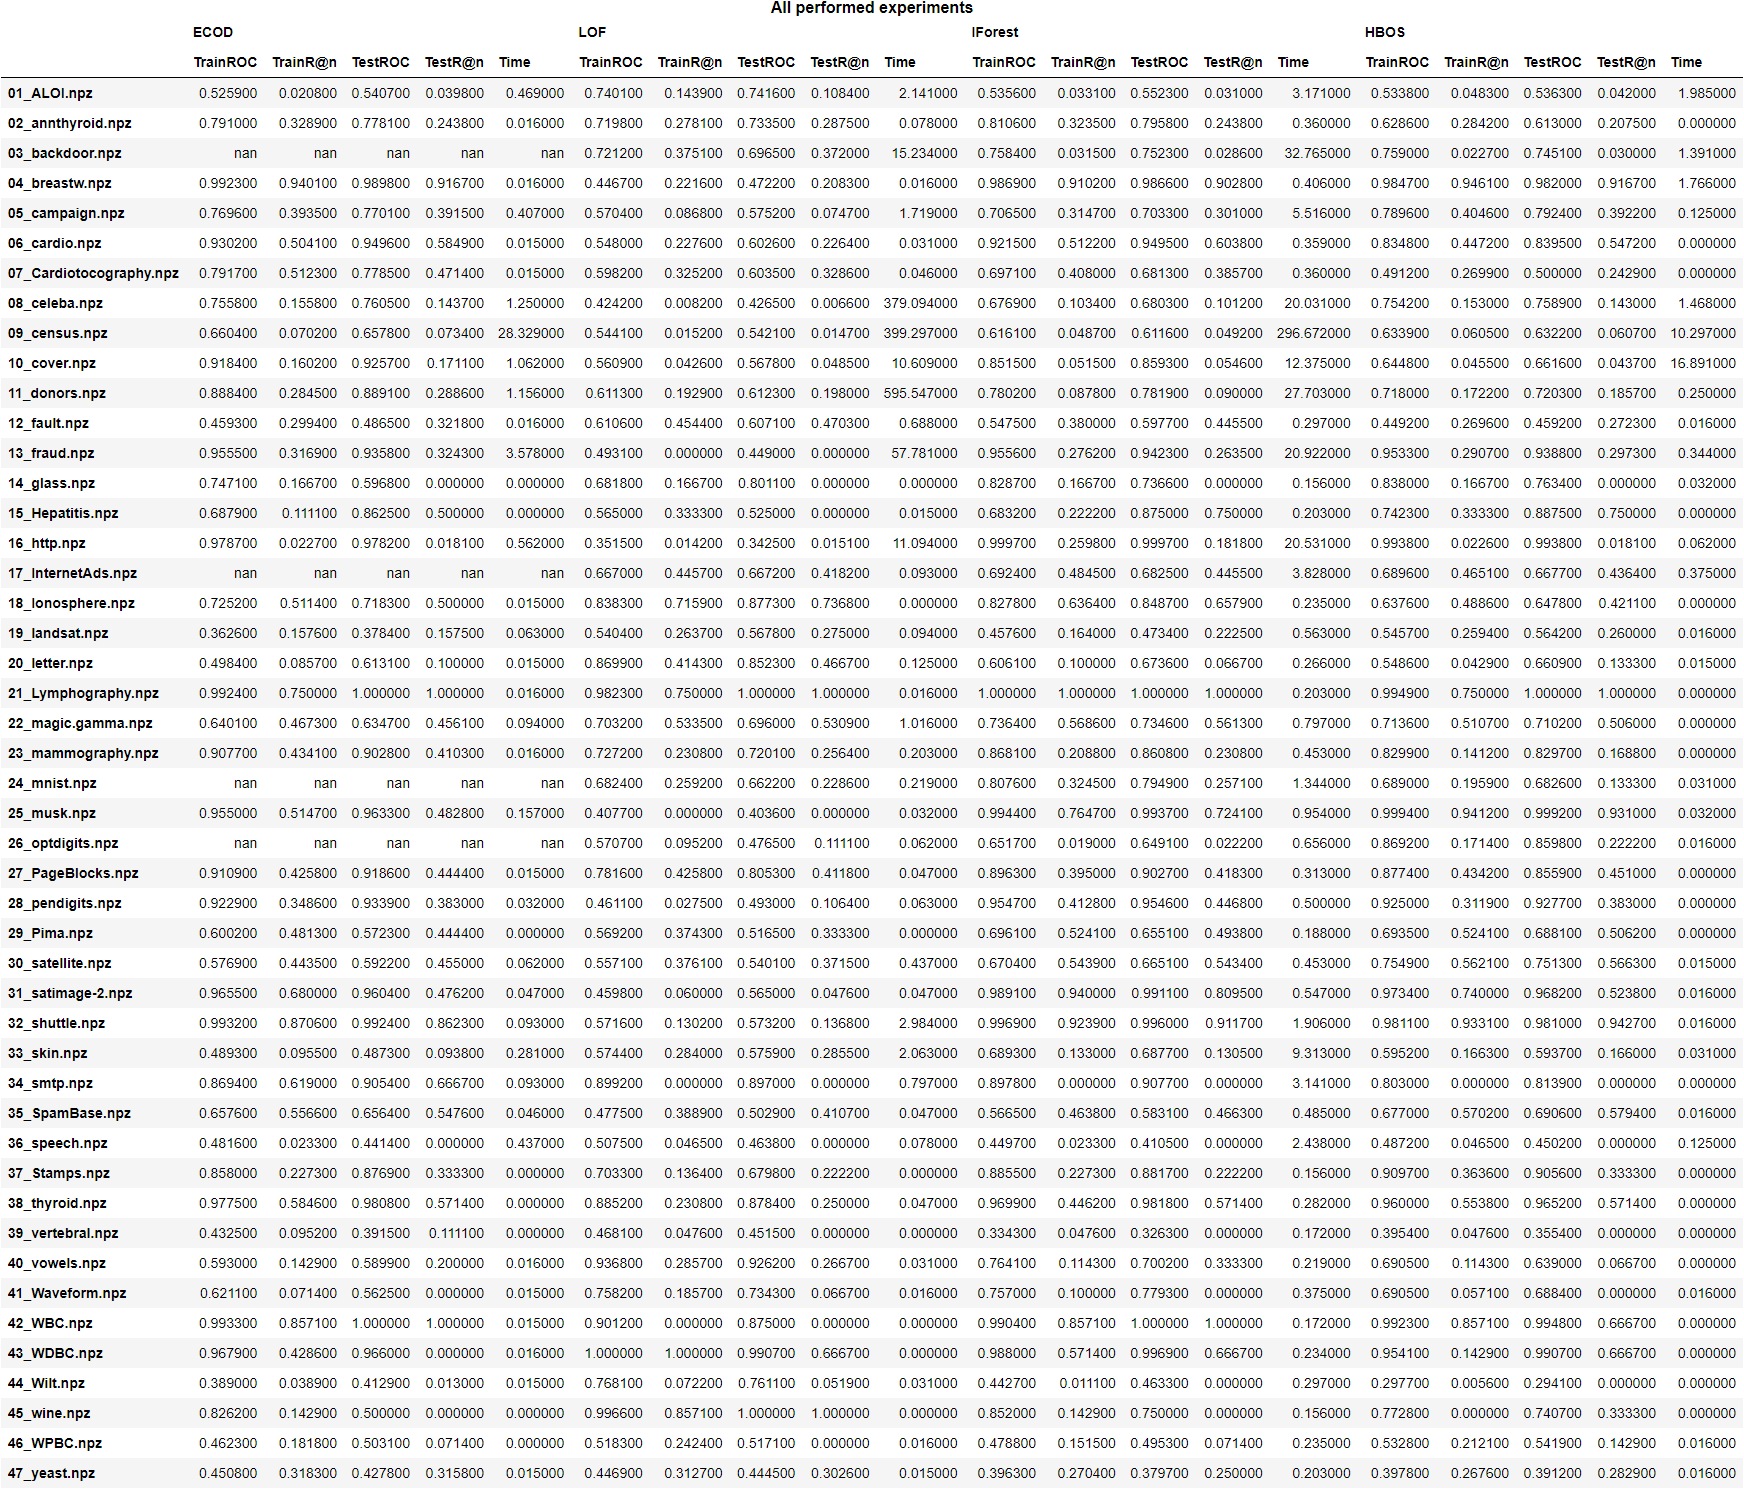 All performed experiments
ECOD LOF IForest HBOS
TrainROC TrainR@n TestROC TestR@n Time TrainROC TrainR@n TestROC TestR@n Time TrainROC TrainR@n TestROC TestR@n Time TrainROC TrainR@n TestROC TestR@n Time
01_ALOI.npz 0.525900 0.020800 0.540700 0.039800 0.469000 0.740100 0.143900 0.741600 0.108400 2.141000 0.535600 0.033100 0.552300 0.031000 3.171000 0.533800 0.048300 0.536300 0.042000 1.985000
02_annthyroid.npz 0.791000 0.328900 0.778100 0.243800 0.016000 0.719800 0.278100 0.733500 0.287500 0.078000 0.810600 0.323500 0.795800 0.243800 0.360000 0.628600 0.284200 0.613000 0.207500 0.000000
03_backdoor.npz nan nan nan nan nan 0.721200 0.375100 0.696500 0.372000 15.234000 0.758400 0.031500 0.752300 0.028600 32.765000 0.759000 0.022700 0.745100 0.030000 1.391000
04_breastw.npz 0.992300 0.940100 0.989800 0.916700 0.016000 0.446700 0.221600 0.472200 0.208300 0.016000 0.986900 0.910200 0.986600 0.902800 0.406000 0.984700 0.946100 0.982000 0.916700 1.766000
05_campaign.npz 0.769600 0.393500 0.770100 0.391500 0.407000 0.570400 0.086800 0.575200 0.074700 1.719000 0.706500 0.314700 0.703300 0.301000 5.516000 0.789600 0.404600 0.792400 0.392200 0.125000
06_cardio.npz 0.930200 0.504100 0.949600 0.584900 0.015000 0.548000 0.227600 0.602600 0.226400 0.031000 0.921500 0.512200 0.949500 0.603800 0.359000 0.834800 0.447200 0.839500 0.547200 0.000000
07_Cardiotocography.npz 0.791700 0.512300 0.778500 0.471400 0.015000 0.598200 0.325200 0.603500 0.328600 0.046000 0.697100 0.408000 0.681300 0.385700 0.360000 0.491200 0.269900 0.500000 0.242900 0.000000
08_celeba.npz 0.755800 0.155800 0.760500 0.143700 1.250000 0.424200 0.008200 0.426500 0.006600 379.094000 0.676900 0.103400 0.680300 0.101200 20.031000 0.754200 0.153000 0.758900 0.143000 1.468000
09_census.npz 0.660400 0.070200 0.657800 0.073400 28.329000 0.544100 0.015200 0.542100 0.014700 399.297000 0.616100 0.048700 0.611600 0.049200 296.672000 0.633900 0.060500 0.632200 0.060700 10.297000
10_cover.npz 0.918400 0.160200 0.925700 0.171100 1.062000 0.560900 0.042600 0.567800 0.048500 10.609000 0.851500 0.051500 0.859300 0.054600 12.375000 0.644800 0.045500 0.661600 0.043700 16.891000
11_donors.npz 0.888400 0.284500 0.889100 0.288600 1.156000 0.611300 0.192900 0.612300 0.198000 595.547000 0.780200 0.087800 0.781900 0.090000 27.703000 0.718000 0.172200 0.720300 0.185700 0.250000
12_fault.npz 0.459300 0.299400 0.486500 0.321800 0.016000 0.610600 0.454400 0.607100 0.470300 0.688000 0.547500 0.380000 0.597700 0.445500 0.297000 0.449200 0.269600 0.459200 0.272300 0.016000
13_fraud.npz 0.955500 0.316900 0.935800 0.324300 3.578000 0.493100 0.000000 0.449000 0.000000 57.781000 0.955600 0.276200 0.942300 0.263500 20.922000 0.953300 0.290700 0.938800 0.297300 0.344000
14_glass.npz 0.747100 0.166700 0.596800 0.000000 0.000000 0.681800 0.166700 0.801100 0.000000 0.000000 0.828700 0.166700 0.736600 0.000000 0.156000 0.838000 0.166700 0.763400 0.000000 0.032000
15_Hepatitis.npz 0.687900 0.111100 0.862500 0.500000 0.000000 0.565000 0.333300 0.525000 0.000000 0.015000 0.683200 0.222200 0.875000 0.750000 0.203000 0.742300 0.333300 0.887500 0.750000 0.000000
16_http.npz 0.978700 0.022700 0.978200 0.018100 0.562000 0.351500 0.014200 0.342500 0.015100 11.094000 0.999700 0.259800 0.999700 0.181800 20.531000 0.993800 0.022600 0.993800 0.018100 0.062000
17_InternetAds.npz nan nan nan nan nan 0.667000 0.445700 0.667200 0.418200 0.093000 0.692400 0.484500 0.682500 0.445500 3.828000 0.689600 0.465100 0.667700 0.436400 0.375000
18_Ionosphere.npz 0.725200 0.511400 0.718300 0.500000 0.015000 0.838300 0.715900 0.877300 0.736800 0.000000 0.827800 0.636400 0.848700 0.657900 0.235000 0.637600 0.488600 0.647800 0.421100 0.000000
19_landsat.npz 0.362600 0.157600 0.378400 0.157500 0.063000 0.540400 0.263700 0.567800 0.275000 0.094000 0.457600 0.164000 0.473400 0.222500 0.563000 0.545700 0.259400 0.564200 0.260000 0.016000
20_letter.npz 0.498400 0.085700 0.613100 0.100000 0.015000 0.869900 0.414300 0.852300 0.466700 0.125000 0.606100 0.100000 0.673600 0.066700 0.266000 0.548600 0.042900 0.660900 0.133300 0.015000
21_Lymphography.npz 0.992400 0.750000 1.000000 1.000000 0.016000 0.982300 0.750000 1.000000 1.000000 0.016000 1.000000 1.000000 1.000000 1.000000 0.203000 0.994900 0.750000 1.000000 1.000000 0.000000
22_magic.gamma.npz 0.640100 0.467300 0.634700 0.456100 0.094000 0.703200 0.533500 0.696000 0.530900 1.016000 0.736400 0.568600 0.734600 0.561300 0.797000 0.713600 0.510700 0.710200 0.506000 0.000000
23_mammography.npz 0.907700 0.434100 0.902800 0.410300 0.016000 0.727200 0.230800 0.720100 0.256400 0.203000 0.868100 0.208800 0.860800 0.230800 0.453000 0.829900 0.141200 0.829700 0.168800 0.000000
24_mnist.npz nan nan nan nan nan 0.682400 0.259200 0.662200 0.228600 0.219000 0.807600 0.324500 0.794900 0.257100 1.344000 0.689000 0.195900 0.682600 0.133300 0.031000
25_musk.npz 0.955000 0.514700 0.963300 0.482800 0.157000 0.407700 0.000000 0.403600 0.000000 0.032000 0.994400 0.764700 0.993700 0.724100 0.954000 0.999400 0.941200 0.999200 0.931000 0.032000
26_optdigits.npz nan nan nan nan nan 0.570700 0.095200 0.476500 0.111100 0.062000 0.651700 0.019000 0.649100 0.022200 0.656000 0.869200 0.171400 0.859800 0.222200 0.016000
27_PageBlocks.npz 0.910900 0.425800 0.918600 0.444400 0.015000 0.781600 0.425800 0.805300 0.411800 0.047000 0.896300 0.395000 0.902700 0.418300 0.313000 0.877400 0.434200 0.855900 0.451000 0.000000
28_pendigits.npz 0.922900 0.348600 0.933900 0.383000 0.032000 0.461100 0.027500 0.493000 0.106400 0.063000 0.954700 0.412800 0.954600 0.446800 0.500000 0.925000 0.311900 0.927700 0.383000 0.000000
29_Pima.npz 0.600200 0.481300 0.572300 0.444400 0.000000 0.569200 0.374300 0.516500 0.333300 0.000000 0.696100 0.524100 0.655100 0.493800 0.188000 0.693500 0.524100 0.688100 0.506200 0.000000
30_satellite.npz 0.576900 0.443500 0.592200 0.455000 0.062000 0.557100 0.376100 0.540100 0.371500 0.437000 0.670400 0.543900 0.665100 0.543400 0.453000 0.754900 0.562100 0.751300 0.566300 0.015000
31_satimage-2.npz 0.965500 0.680000 0.960400 0.476200 0.047000 0.459800 0.060000 0.565000 0.047600 0.047000 0.989100 0.940000 0.991100 0.809500 0.547000 0.973400 0.740000 0.968200 0.523800 0.016000
32_shuttle.npz 0.993200 0.870600 0.992400 0.862300 0.093000 0.571600 0.130200 0.573200 0.136800 2.984000 0.996900 0.923900 0.996000 0.911700 1.906000 0.981100 0.933100 0.981000 0.942700 0.016000
33_skin.npz 0.489300 0.095500 0.487300 0.093800 0.281000 0.574400 0.284000 0.575900 0.285500 2.063000 0.689300 0.133000 0.687700 0.130500 9.313000 0.595200 0.166300 0.593700 0.166000 0.031000
34_smtp.npz 0.869400 0.619000 0.905400 0.666700 0.093000 0.899200 0.000000 0.897000 0.000000 0.797000 0.897800 0.000000 0.907700 0.000000 3.141000 0.803000 0.000000 0.813900 0.000000 0.000000
35_SpamBase.npz 0.657600 0.556600 0.656400 0.547600 0.046000 0.477500 0.388900 0.502900 0.410700 0.047000 0.566500 0.463800 0.583100 0.466300 0.485000 0.677000 0.570200 0.690600 0.579400 0.016000
36_speech.npz 0.481600 0.023300 0.441400 0.000000 0.437000 0.507500 0.046500 0.463800 0.000000 0.078000 0.449700 0.023300 0.410500 0.000000 2.438000 0.487200 0.046500 0.450200 0.000000 0.125000
37_Stamps.npz 0.858000 0.227300 0.876900 0.333300 0.000000 0.703300 0.136400 0.679800 0.222200 0.000000 0.885500 0.227300 0.881700 0.222200 0.156000 0.909700 0.363600 0.905600 0.333300 0.000000
38_thyroid.npz 0.977500 0.584600 0.980800 0.571400 0.000000 0.885200 0.230800 0.878400 0.250000 0.047000 0.969900 0.446200 0.981800 0.571400 0.282000 0.960000 0.553800 0.965200 0.571400 0.000000
39_vertebral.npz 0.432500 0.095200 0.391500 0.111100 0.000000 0.468100 0.047600 0.451500 0.000000 0.000000 0.334300 0.047600 0.326300 0.000000 0.172000 0.395400 0.047600 0.355400 0.000000 0.000000
40_vowels.npz 0.593000 0.142900 0.589900 0.200000 0.016000 0.936800 0.285700 0.926200 0.266700 0.031000 0.764100 0.114300 0.700200 0.333300 0.219000 0.690500 0.114300 0.639000 0.066700 0.000000
41_Waveform.npz 0.621100 0.071400 0.562500 0.000000 0.015000 0.758200 0.185700 0.734300 0.066700 0.016000 0.757000 0.100000 0.779300 0.000000 0.375000 0.690500 0.057100 0.688400 0.000000 0.016000
42_WBC.npz 0.993300 0.857100 1.000000 1.000000 0.015000 0.901200 0.000000 0.875000 0.000000 0.000000 0.990400 0.857100 1.000000 1.000000 0.172000 0.992300 0.857100 0.994800 0.666700 0.000000
43_WDBC.npz 0.967900 0.428600 0.966000 0.000000 0.016000 1.000000 1.000000 0.990700 0.666700 0.000000 0.988000 0.571400 0.996900 0.666700 0.234000 0.954100 0.142900 0.990700 0.666700 0.000000
44_Wilt.npz 0.389000 0.038900 0.412900 0.013000 0.015000 0.768100 0.072200 0.761100 0.051900 0.031000 0.442700 0.011100 0.463300 0.000000 0.297000 0.297700 0.005600 0.294100 0.000000 0.000000
45_wine.npz 0.826200 0.142900 0.500000 0.000000 0.000000 0.996600 0.857100 1.000000 1.000000 0.000000 0.852000 0.142900 0.750000 0.000000 0.156000 0.772800 0.000000 0.740700 0.333300 0.000000
46_WPBC.npz 0.462300 0.181800 0.503100 0.071400 0.000000 0.518300 0.242400 0.517100 0.000000 0.016000 0.478800 0.151500 0.495300 0.071400 0.235000 0.532800 0.212100 0.541900 0.142900 0.016000
47_yeast.npz 0.450800 0.318300 0.427800 0.315800 0.015000 0.446900 0.312700 0.444500 0.302600 0.015000 0.396300 0.270400 0.379700 0.250000 0.203000 0.397800 0.267600 0.391200 0.282900 0.016000